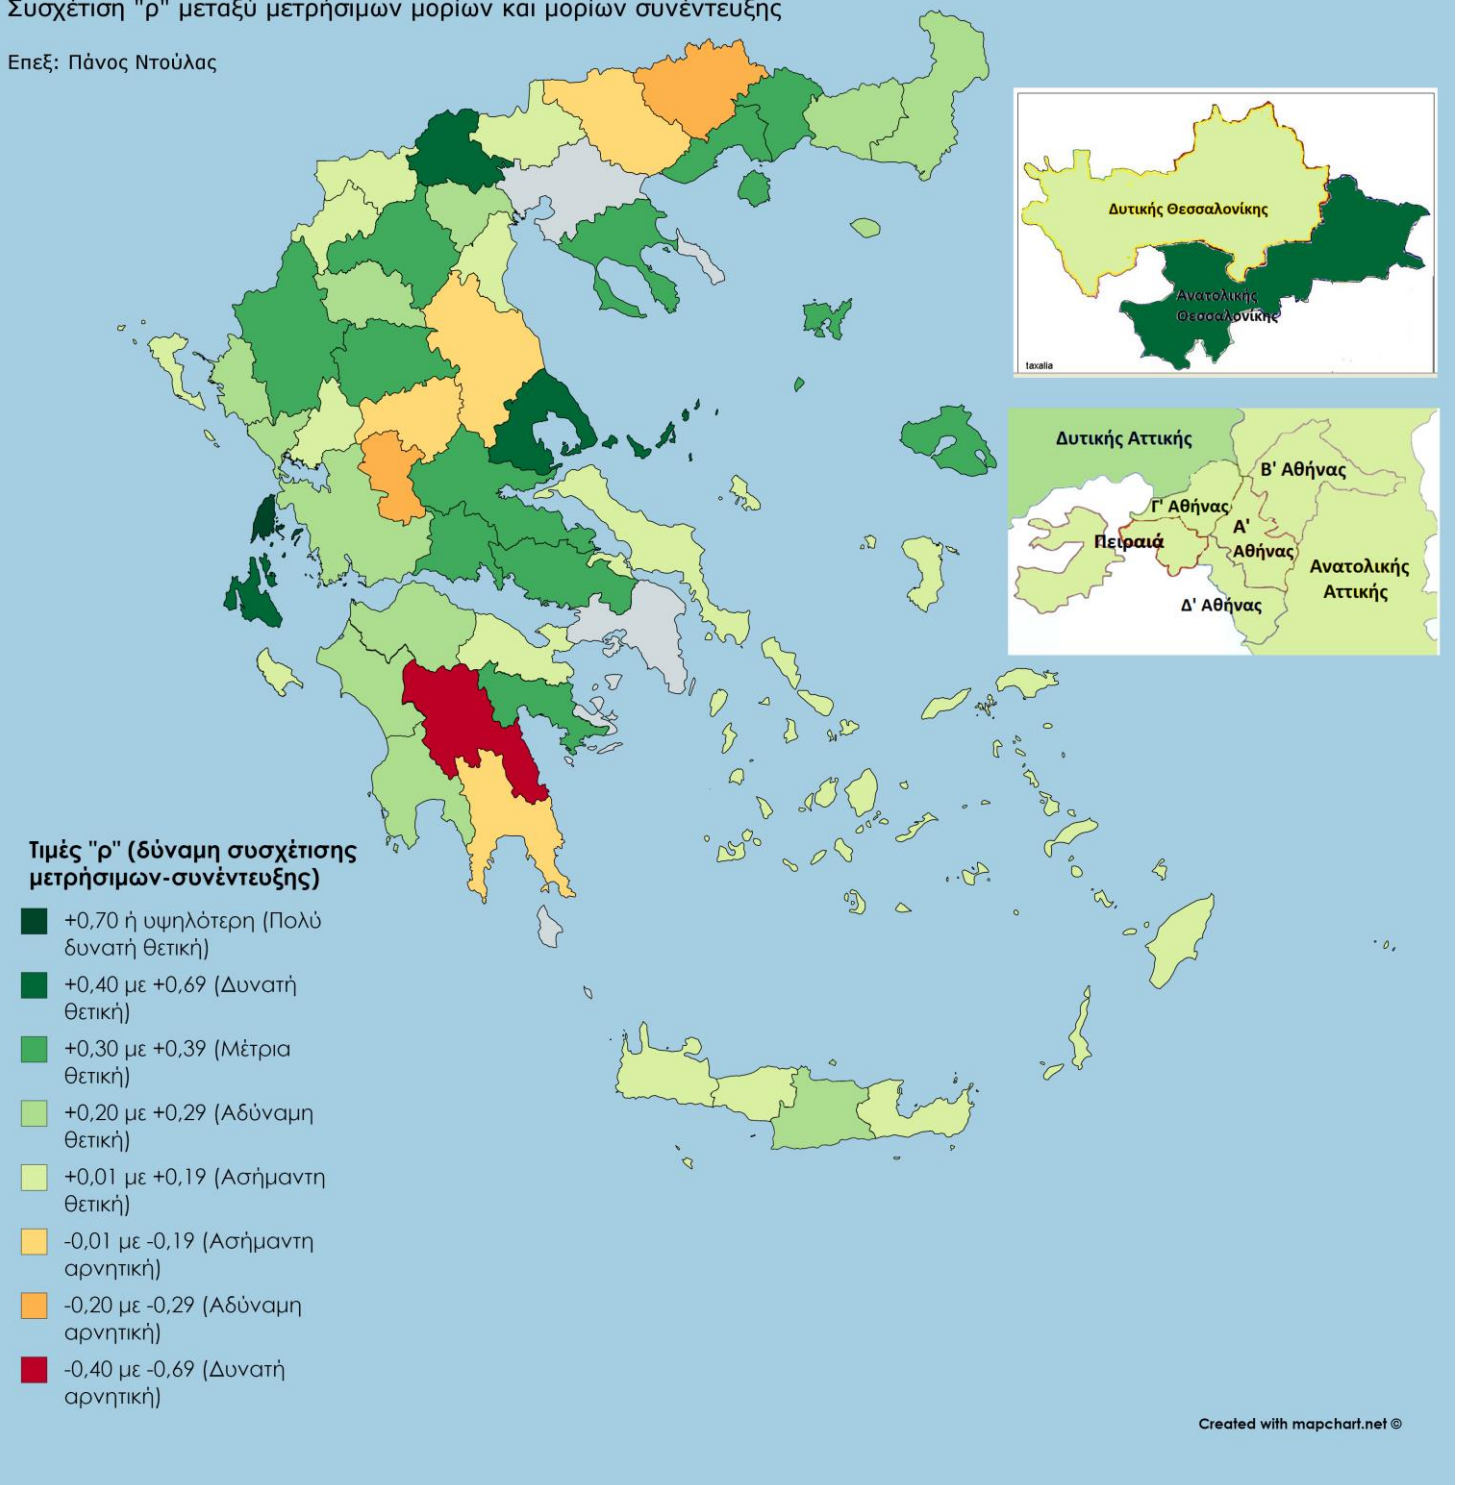 Συσχέτιση "ρ" μεταξύ μετρήσιμων μορίων και μορίων συνέντευξης
Επεξ: Πάνος Ντούλας
Δυτικής Θεσσαλονίκης
Ανατολικής
Θεσσαλονίκης
taxalia
Δυτικής Αττικής
Β' Αθήνας
Γ' Αθήνας
Α'
Αθήνας
Πειραιά
Ανατολικής
Αττικής
Δ' Αθήνας
Τιμές "ρ" (δύναμη συσχέτισης
μετρήσιμων-συνέντευξης)
+0,70 ή υψηλότερη (Πολύ
δυνατή θετική)
+0,40 με +0,69 (Δυνατή
θετική)
+0,30 με +0,39 (Μέτρια
θετική)
+0,20 με +0,29 (Αδύναμη
θετική)
+0,01 με +0,19 (Ασήμαντη
θετική)
-0,01 με -0,19 (Ασήμαντη
αρνητική)
-0,20 με -0,29 (Αδύναμη
αρνητική)
-0,40 με -0,69 (Δυνατή
αρνητική)
Created with mapchart.net ©